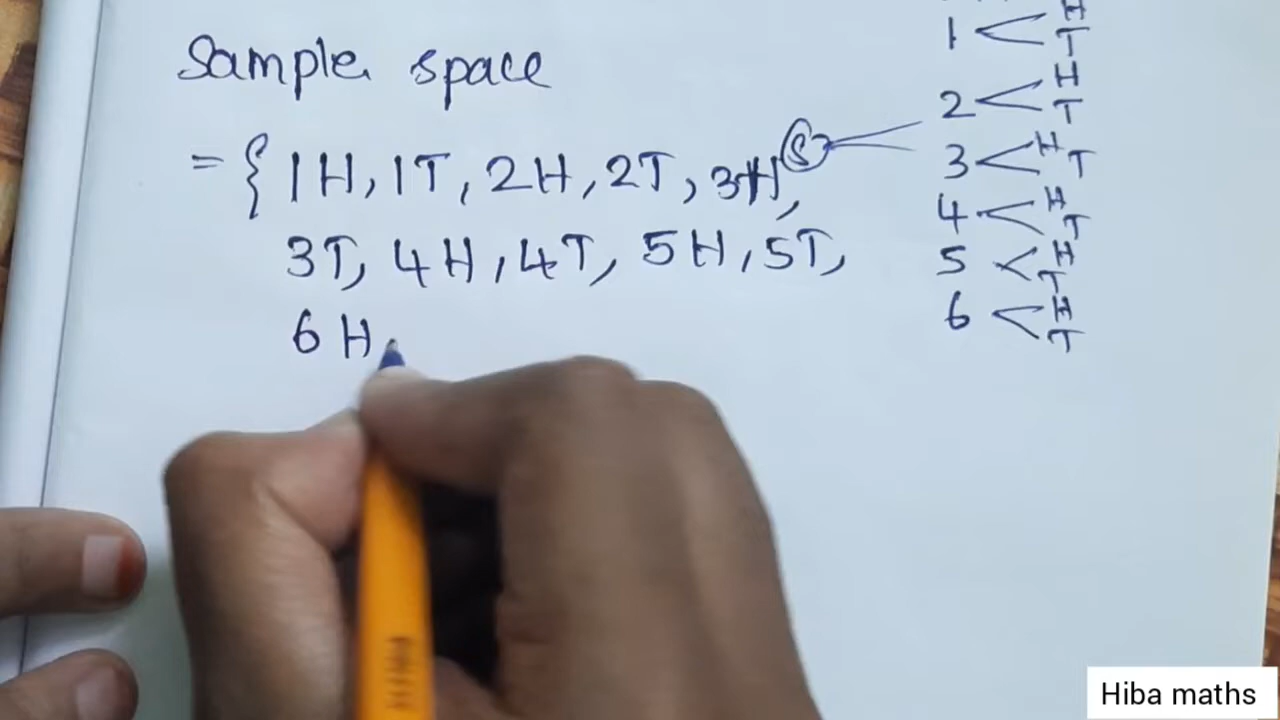 Sample space
= { 1H, 1T, 2H, 2T, 3H,
3T, 4H, 4T, 5H, 5T,
6H
S
1 < H T
2 < H T
3 < H T
4 < H T
5 < H T
6 < H T
Hiba maths